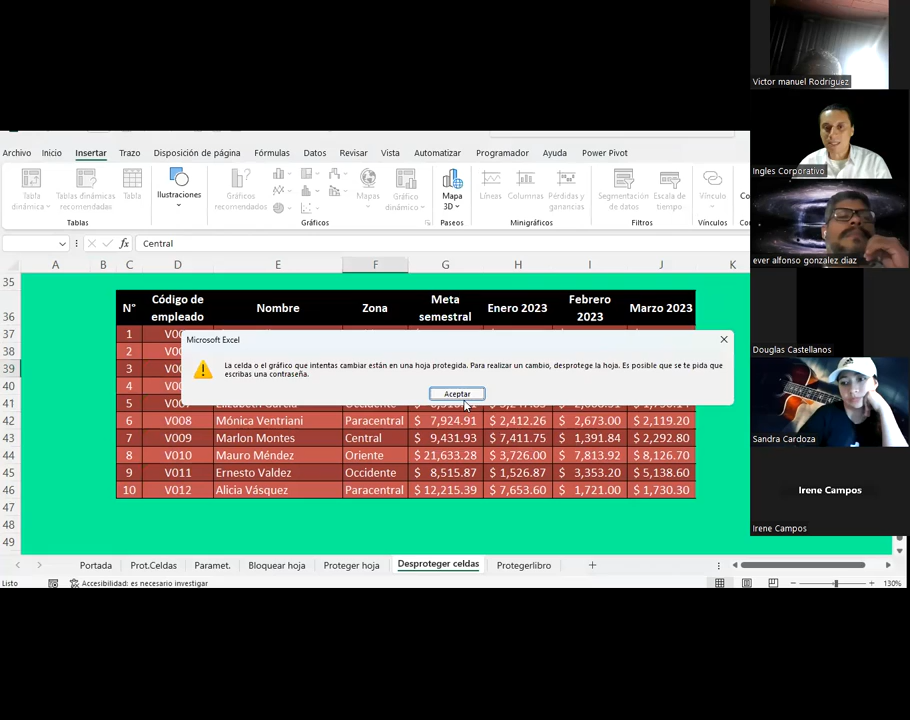 Archivo Inicio Insertar Trazo Disposición de página Fórmulas Datos Revisar Vista Automatizar Programador Ayuda Power Pivot
Tabla dinámica Tablas dinámicas recomendadas Tabla Ilustraciones Gráficos recomendados Mapas Gráfico dinámico Mapa 3D Líneas Columnas Pérdidas y ganancias Segmentación de datos Escala de tiempo Vínculos
Tablas Gráficos Paseos Minigráficos Filtros Vínculos
fx Central
A B C D E F G H I J K
35
36 N° Código de empleado Nombre Zona Meta semestral Enero 2023 Febrero 2023 Marzo 2023
37 1
38 2
39 3
40 4
Microsoft Excel
La celda o el gráfico que intentas cambiar están en una hoja protegida. Para realizar un cambio, desprotege la hoja. Es posible que se te pida que
escribas una contraseña.
Aceptar
41 5
42 6 V008 Mónica Ventriani Paracentral $ 7,924.91 $ 2,412.26 $ 2,673.00 $ 2,119.20
43 7 V009 Marlon Montes Central $ 9,431.93 $ 7,411.75 $ 1,391.84 $ 2,292.80
44 8 V010 Mauro Méndez Oriente $ 21,633.28 $ 3,726.00 $ 7,813.92 $ 8,126.70
45 9 V011 Ernesto Valdez Occidente $ 8,515.87 $ 1,526.87 $ 3,353.20 $ 5,138.60
46 10 V012 Alicia Vásquez Paracentral $ 12,215.39 $ 7,653.60 $ 1,721.00 $ 1,730.30
47
48
49
Portada Prot.Celdas Paramet. Bloquear hoja Proteger hoja Desproteger celdas Protegerlibro
Listo Accesibilidad: es necesario investigar 130%
Victor manuel Rodríguez
Ingles Corporativo
ever alfonso gonzalez diaz
Douglas Castellanos
Sandra Cardoza
Irene Campos
Irene Campos